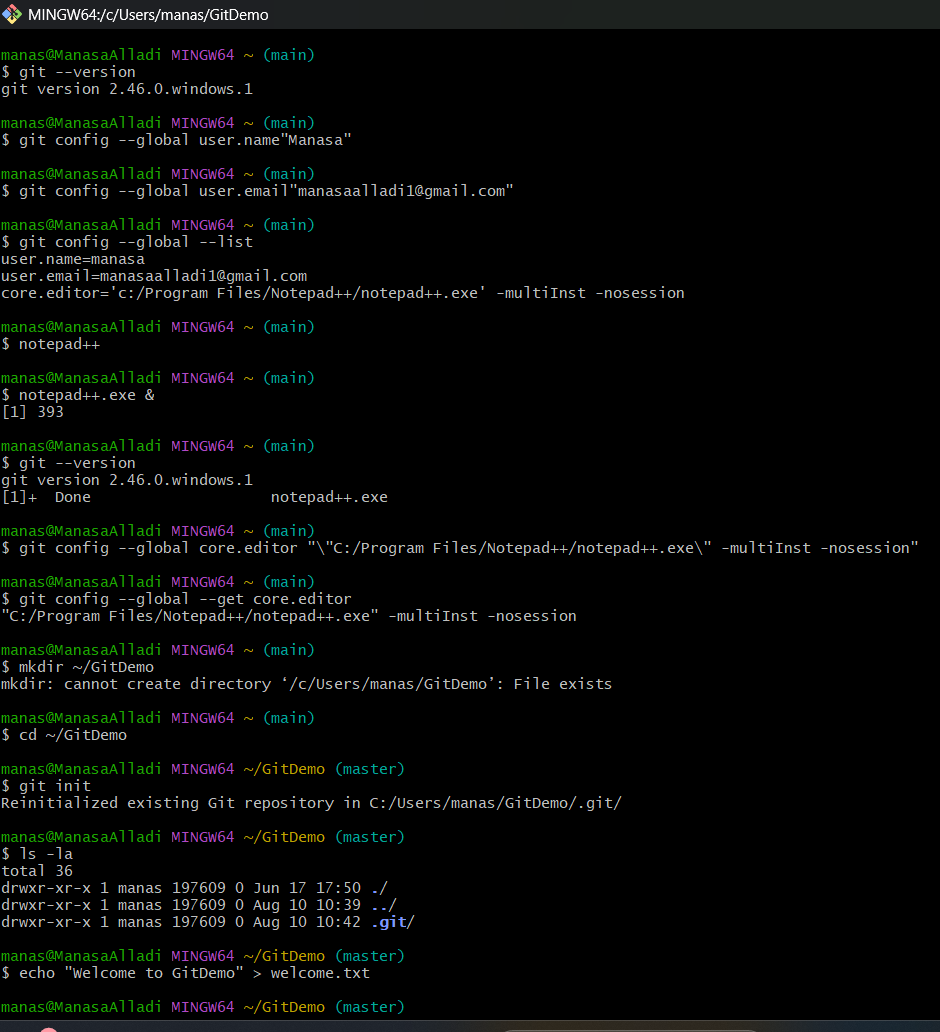 MINGW64:/c/Users/manas/GitDemo
manas@ManasaAlladi MINGW64 ~ (main)
$ git --version
git version 2.46.0.windows.1
manas@ManasaAlladi MINGW64 ~ (main)
$ git config --global user.name"Manasa"
manas@ManasaAlladi MINGW64 ~ (main)
$ git config --global user.email"manasaalladi1@gmail.com"
manas@ManasaAlladi MINGW64 ~ (main)
$ git config --global --list
user.name=manasa
user.email=manasaalladi1@gmail.com
core.editor='c:/Program Files/Notepad++/notepad++.exe' -multiInst -nosession
manas@ManasaAlladi MINGW64 ~ (main)
$ notepad++
manas@ManasaAlladi MINGW64 ~ (main)
$ notepad++.exe &
[1] 393
manas@ManasaAlladi MINGW64 ~ (main)
$ git --version
git version 2.46.0.windows.1
[1]+  Done                    notepad++.exe
manas@ManasaAlladi MINGW64 ~ (main)
$ git config --global core.editor "\"C:/Program Files/Notepad++/notepad++.exe\" -multiInst -nosession"
manas@ManasaAlladi MINGW64 ~ (main)
$ git config --global --get core.editor
"C:/Program Files/Notepad++/notepad++.exe" -multiInst -nosession
manas@ManasaAlladi MINGW64 ~ (main)
$ mkdir ~/GitDemo
mkdir: cannot create directory ‘/c/Users/manas/GitDemo’: File exists
manas@ManasaAlladi MINGW64 ~ (main)
$ cd ~/GitDemo
manas@ManasaAlladi MINGW64 ~/GitDemo (master)
$ git init
Reinitialized existing Git repository in C:/Users/manas/GitDemo/.git/
manas@ManasaAlladi MINGW64 ~/GitDemo (master)
$ ls -la
total 36
drwxr-xr-x 1 manas 197609 0 Jun 17 17:50 ./
drwxr-xr-x 1 manas 197609 0 Aug 10 10:39 ../
drwxr-xr-x 1 manas 197609 0 Aug 10 10:42 .git/
manas@ManasaAlladi MINGW64 ~/GitDemo (master)
$ echo "Welcome to GitDemo" > welcome.txt
manas@ManasaAlladi MINGW64 ~/GitDemo (master)